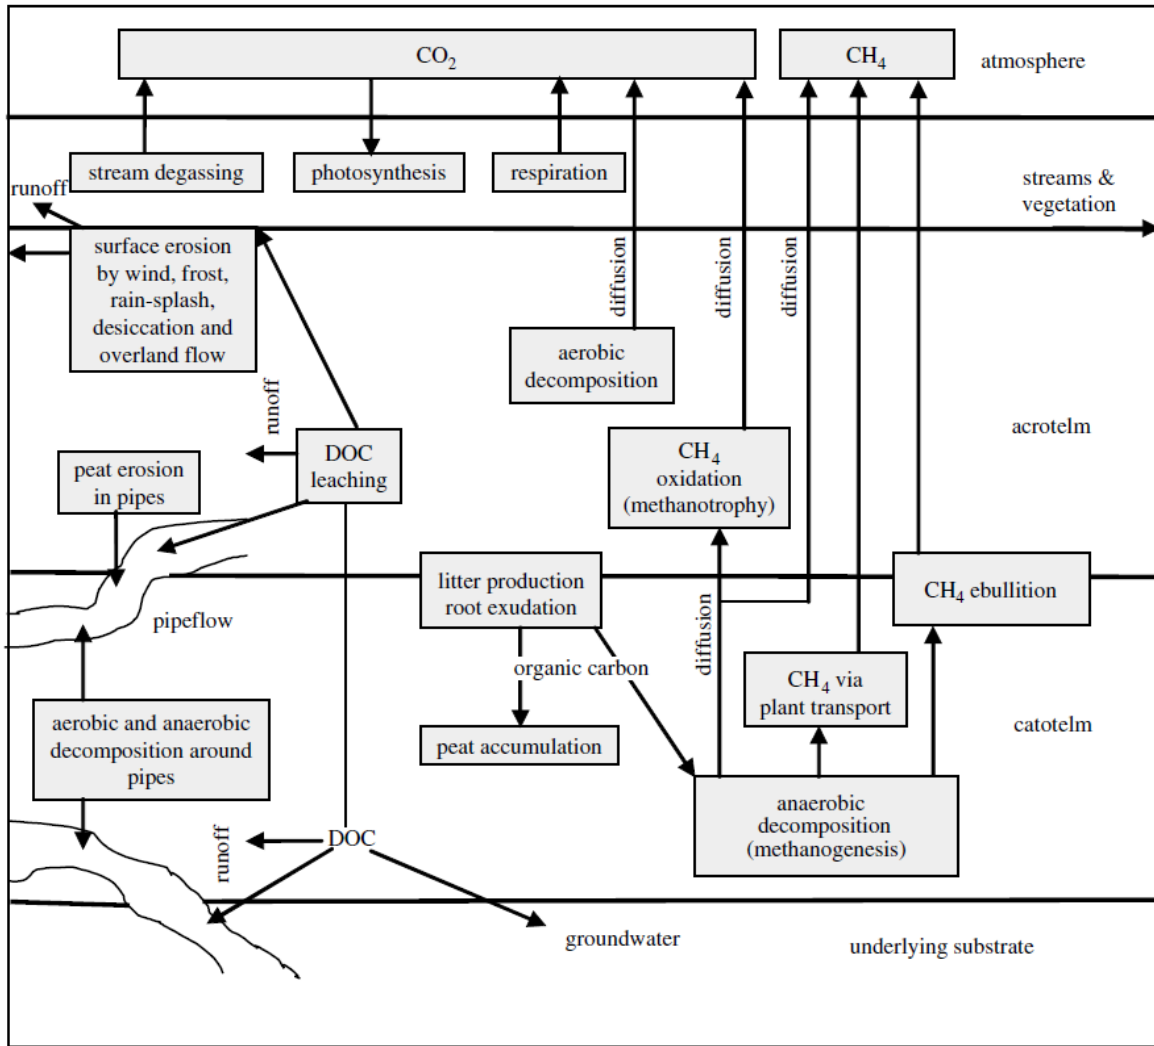 CO₂
CH₄
atmosphere
stream degassing
photosynthesis
respiration
streams &
vegetation
runoff
surface erosion
by wind, frost,
rain-splash,
desiccation and
overland flow
diffusion
diffusion
diffusion
aerobic
decomposition
runoff
acrotelm
DOC
leaching
CH₄
oxidation
(methanotrophy)
peat erosion
in pipes
litter production
root exudation
CH₄ ebullition
pipeflow
diffusion
organic carbon
CH₄ via
plant transport
aerobic and anaerobic
decomposition around
pipes
peat accumulation
catotelm
anaerobic
decomposition
(methanogenesis)
runoff
DOC
groundwater
underlying substrate